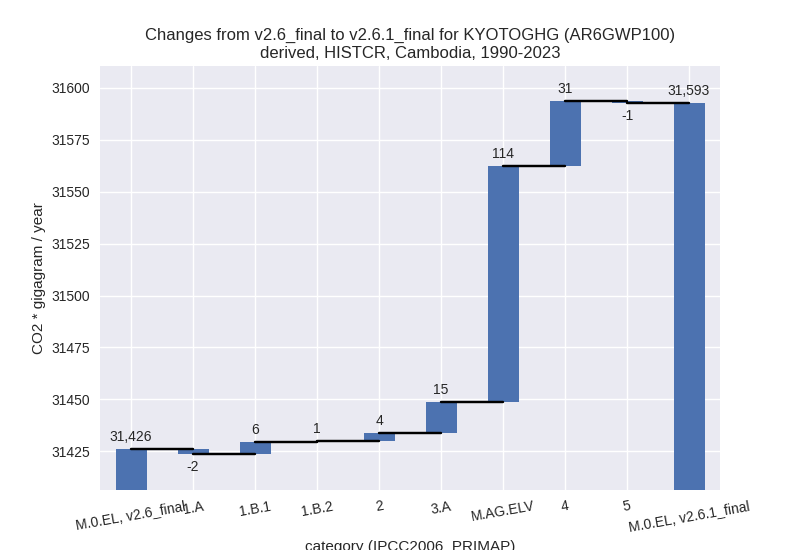 Changes from v2.6_final to v2.6.1_final for KYOTOGHG (AR6GWP100)
derived, HISTCR, Cambodia, 1990-2023
CO2 * gigagram / year
31600
31575
31550
31525
31500
31475
31450
31425
31,426
-2
6
1
4
15
114
31
-1
31,593
M.0.EL, v2.6_final
1.A
1.B.1
1.B.2
2
3.A
M.AG.ELV
4
5
M.0.EL, v2.6.1_final
category (IPCC2006_PRIMAP)